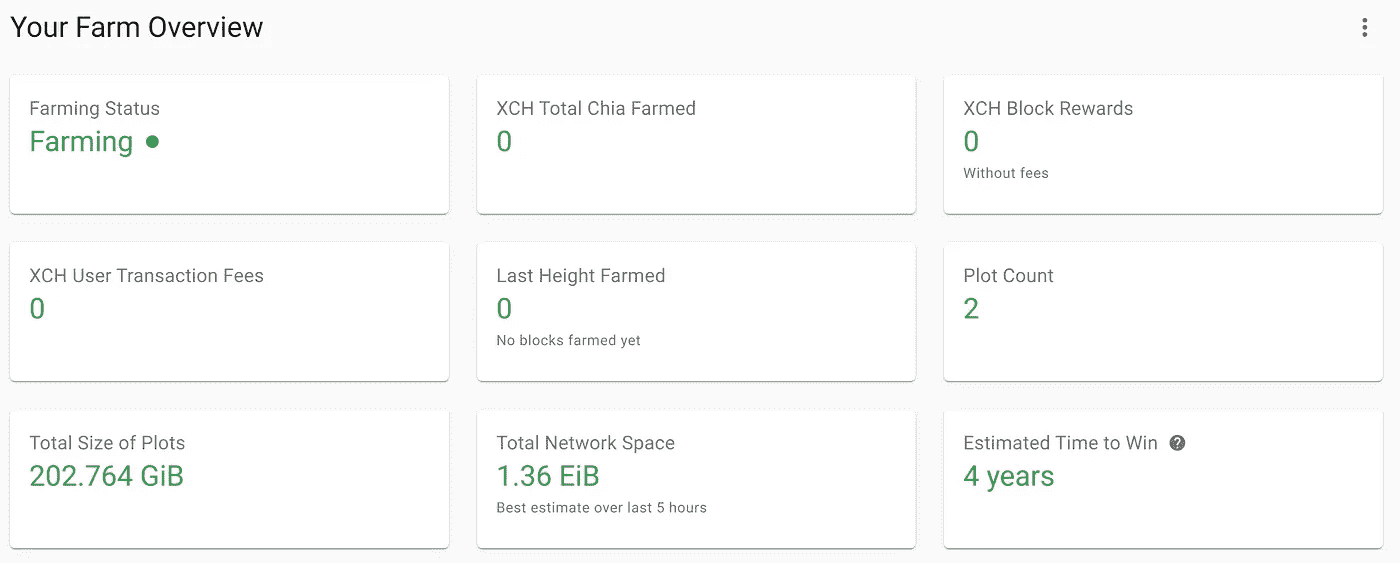 Your Farm Overview
Farming Status
Farming
XCH Total Chia Farmed
0
XCH Block Rewards
0
Without fees
XCH User Transaction Fees
0
Last Height Farmed
0
No blocks farmed yet
Plot Count
2
Total Size of Plots
202.764 GiB
Total Network Space
1.36 EiB
Best estimate over last 5 hours
Estimated Time to Win ?
4 years